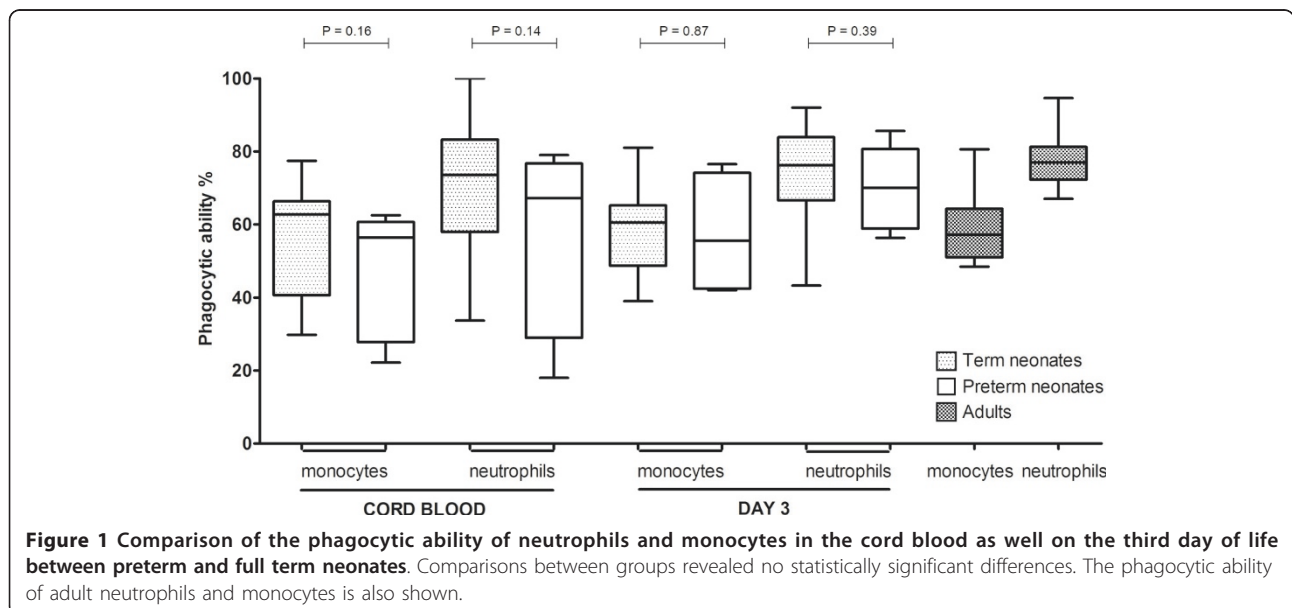 P = 0.16 P = 0.14 P = 0.87 P = 0.39
100
80
60
40
20
0
Phagocytic ability %
Term neonates
Preterm neonates
Adults
monocytes neutrophils monocytes neutrophils monocytes neutrophils
CORD BLOOD DAY 3
Figure 1 Comparison of the phagocytic ability of neutrophils and monocytes in the cord blood as well on the third day of life
between preterm and full term neonates. Comparisons between groups revealed no statistically significant differences. The phagocytic ability
of adult neutrophils and monocytes is also shown.